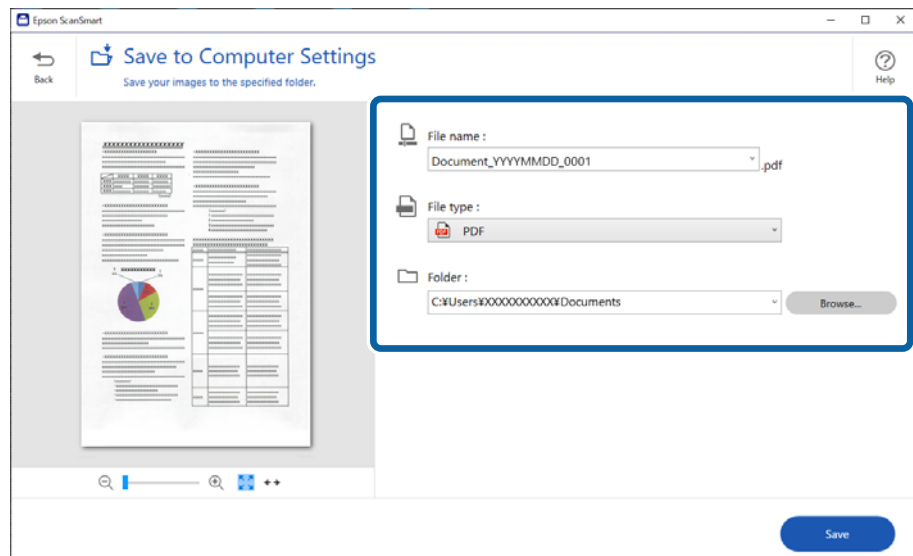 Epson ScanSmart
Back
Save to Computer Settings
Save your images to the specified folder.
Help
File name :
Document_YYYYMMDD_0001
.pdf
File type :
PDF
Folder :
C:¥Users¥XXXXXXXXXXX¥Documents
Browse...
Save